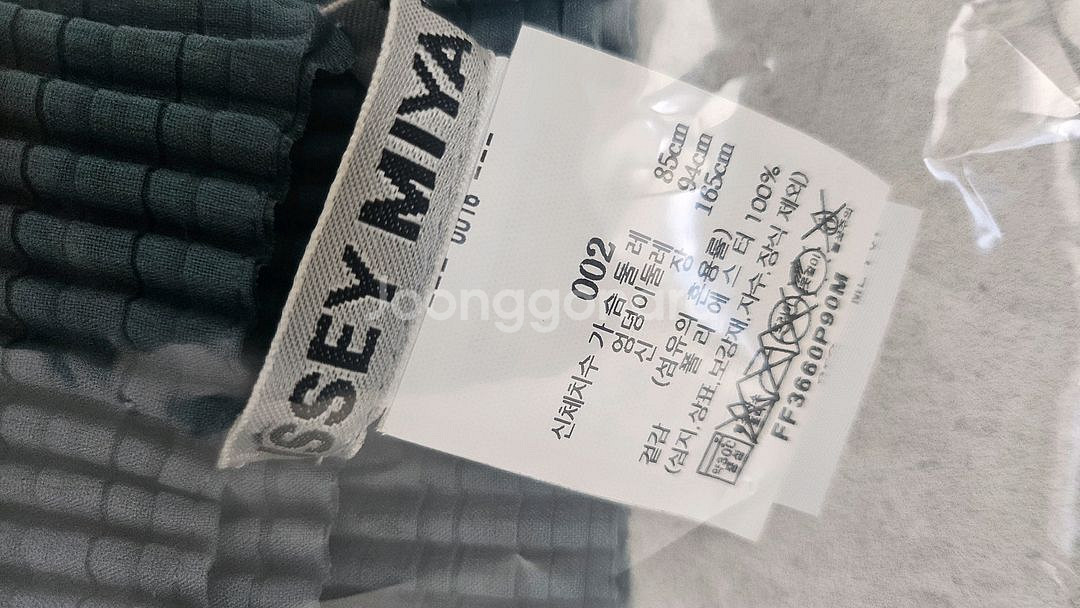 ISSEY MIYA
0016
002
신체치수 가슴둘레 85cm
엉덩이둘레 94cm
신장 165cm
(섬유의 혼용률)
겉감 폴리에스터 100%
(심지,상표,보강재,자수,장식 제외)
FF3660P90M
Joonggonara